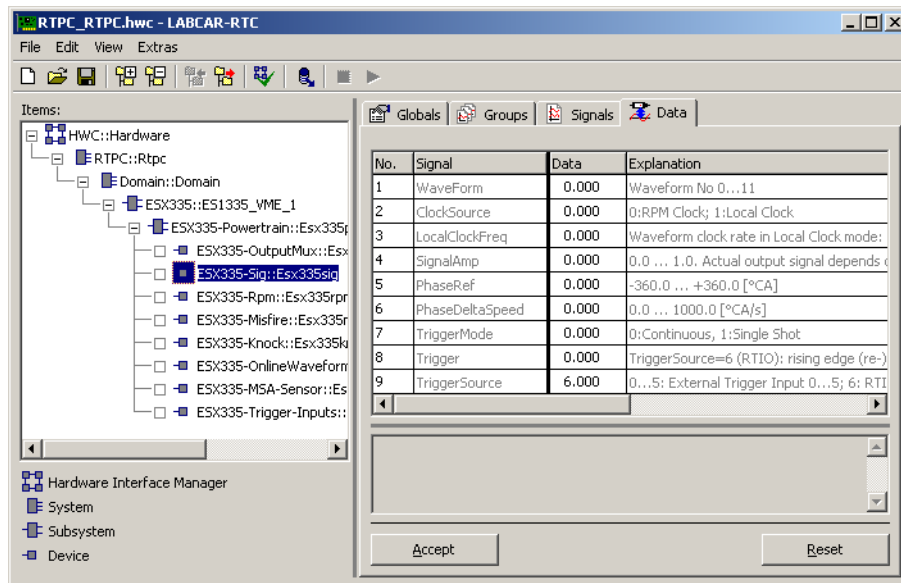 RTPC_RTPC.hwc - LABCAR-RTC
File Edit View Extras
Items:
HWC::Hardware
RTPC::Rtpc
Domain::Domain
ESX335::ES1335_VME_1
ESX335-Powertrain::Esx335p
ESX335-OutputMux::Esx
ESX335-Sig::Esx335sig
ESX335-Rpm::Esx335rpr
ESX335-Misfire::Esx335r
ESX335-Knock::Esx335k
ESX335-OnlineWaveform
ESX335-MSA-Sensor::Es
ESX335-Trigger-Inputs::
Hardware Interface Manager
System
Subsystem
Device
Globals Groups Signals Data
No. Signal Data Explanation
1 WaveForm 0.000 Waveform No 0...11
2 ClockSource 0.000 0:RPM Clock; 1:Local Clock
3 LocalClockFreq 0.000 Waveform clock rate in Local Clock mode:
4 SignalAmp 0.000 0.0 ... 1.0. Actual output signal depends o
5 PhaseRef 0.000 -360.0 ... +360.0 [°CA]
6 PhaseDeltaSpeed 0.000 0.0 ... 1000.0 [°CA/s]
7 TriggerMode 0.000 0:Continuous, 1:Single Shot
8 Trigger 0.000 TriggerSource=6 (RTIO): rising edge (re-)
9 TriggerSource 6.000 0...5: External Trigger Input 0...5; 6: RTI
Accept Reset